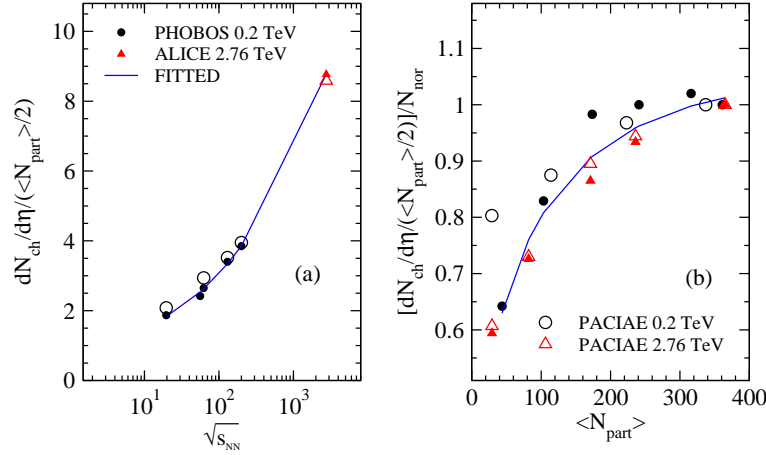 10
8
6
4
2
0
dN_ch/dη/(<N_part>/2)
PHOBOS 0.2 TeV
ALICE 2.76 TeV
FITTED
(a)
10^1 10^2 10^3
√s_NN
1.1
1
0.9
0.8
0.7
0.6
[dN_ch/dη/(<N_part>/2)]/N_nor
(b)
PACIAE 0.2 TeV
PACIAE 2.76 TeV
0 100 200 300 400
<N_part>